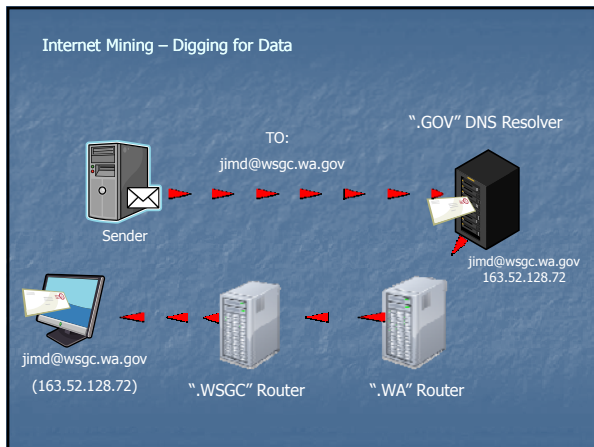 Internet Mining – Digging for Data
“.GOV” DNS Resolver
TO:
jimd@wsgc.wa.gov
Sender
jimd@wsgc.wa.gov
163.52.128.72
jimd@wsgc.wa.gov
(163.52.128.72)
“.WSGC” Router
“.WA” Router